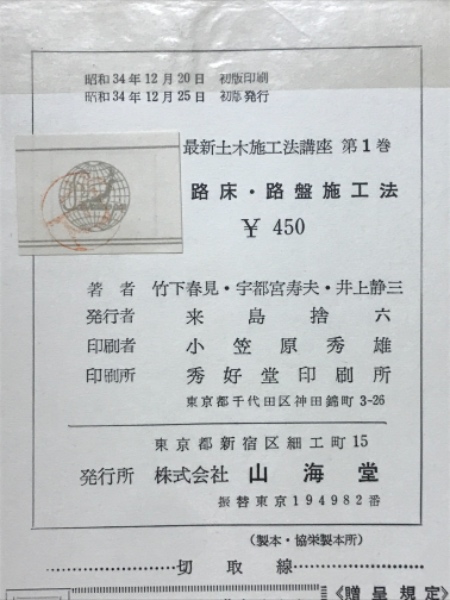 昭和34年12月20日 初版印刷
昭和34年12月25日 初版発行
最新土木施工法講座 第1巻
路床・路盤施工法
¥ 450
著者 竹下春見・宇都宮寿夫・井上静三
発行者 来島捨六
印刷者 小笠原秀雄
印刷所 秀好堂印刷所
東京都千代田区神田錦町 3-26
東京都新宿区細工町15
発行所 株式会社 山海堂
振替東京194982番
(製本・協栄製本所)
切取線
《贈呈規定》